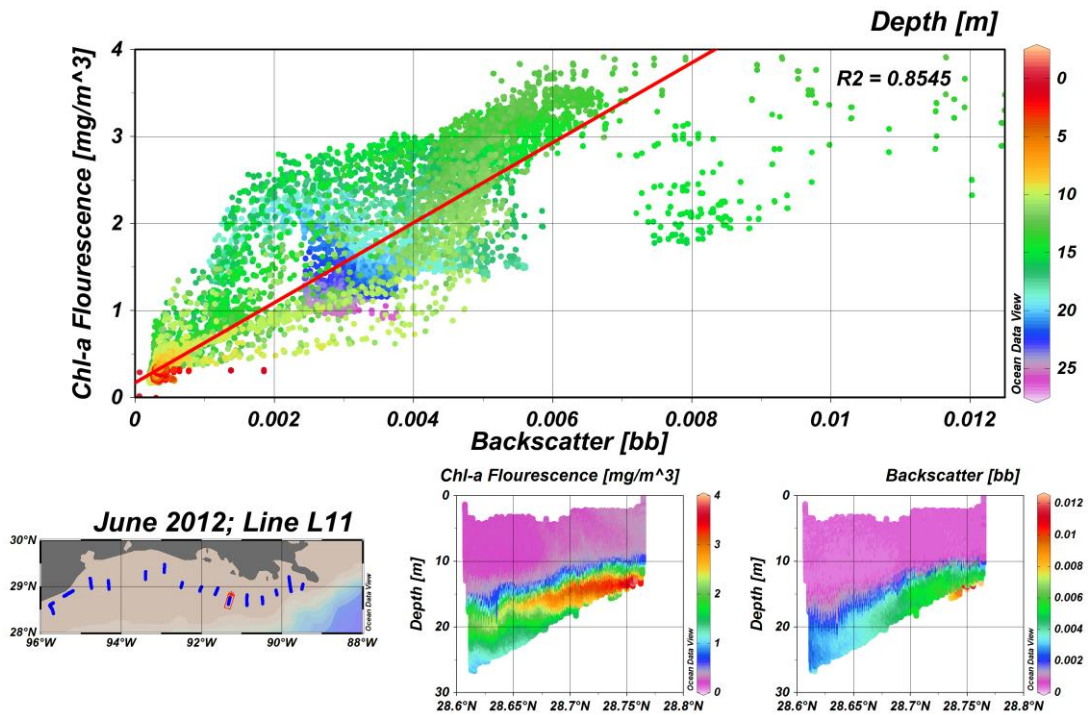 Depth [m]
R2 = 0.8545
Chl-a Flourescence [mg/m^3]
4
3
2
1
0
0
0.002
0.004
0.006
0.008
0.01
0.012
Backscatter [bb]
0
5
10
15
20
25
Ocean Data View
June 2012; Line L11
30°N
29°N
28°N
96°W
94°W
92°W
90°W
88°W
Ocean Data View
Chl-a Flourescence [mg/m^3]
Depth [m]
0
10
20
30
28.6°N
28.65°N
28.7°N
28.75°N
28.8°N
4
3
2
1
0
Ocean Data View
Backscatter [bb]
Depth [m]
0
10
20
30
28.6°N
28.65°N
28.7°N
28.75°N
28.8°N
0.012
0.01
0.008
0.006
0.004
0.002
0
Ocean Data View